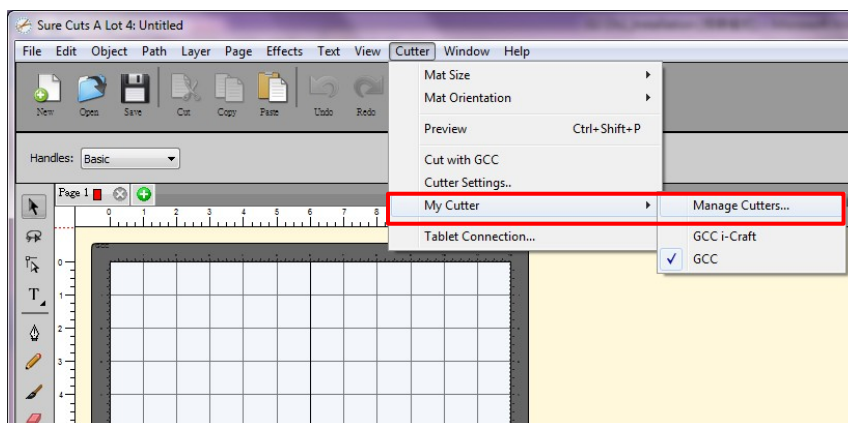 Sure Cuts A Lot 4: Untitled
File Edit Object Path Layer Page Effects Text View Cutter Window Help
New Open Save Cut Copy Paste Undo Redo
Mat Size
Mat Orientation
Preview Ctrl+Shift+P
Cut with GCC
Cutter Settings..
My Cutter
Manage Cutters...
Tablet Connection...
GCC i-Craft
GCC
Handles: Basic
Page 1
0 1 2 3 4 5 6 7 8
0
1
2
3
4
T